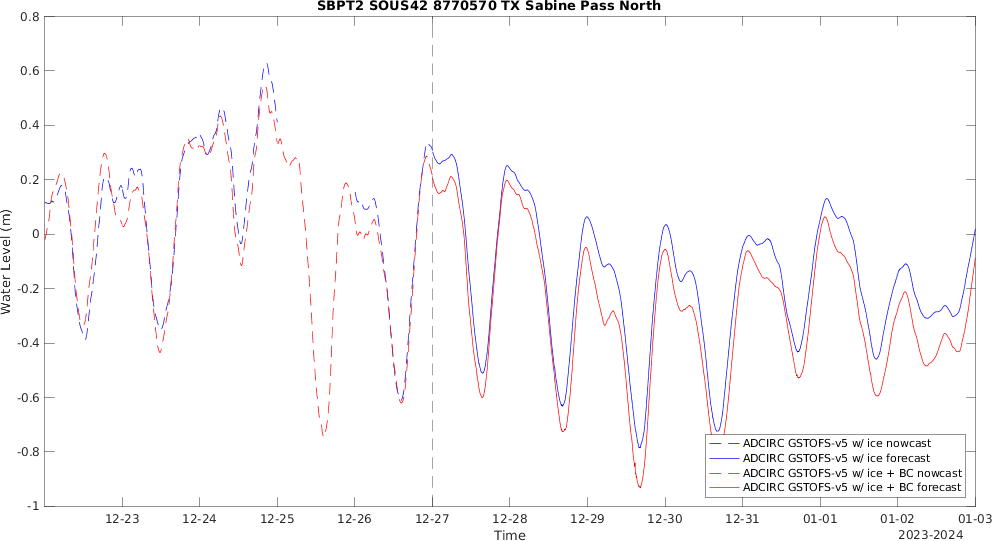 SBPT2 SOUS42 8770570 TX Sabine Pass North
0.8
0.6
0.4
0.2
0
-0.2
-0.4
-0.6
-0.8
-1
Water Level (m)
ADCIRC GSTOFS-v5 w/ ice nowcast
ADCIRC GSTOFS-v5 w/ ice forecast
ADCIRC GSTOFS-v5 w/ ice + BC nowcast
ADCIRC GSTOFS-v5 w/ ice + BC forecast
12-23 12-24 12-25 12-26 12-27 12-28 12-29 12-30 12-31 01-01 01-02 01-03
Time
2023-2024